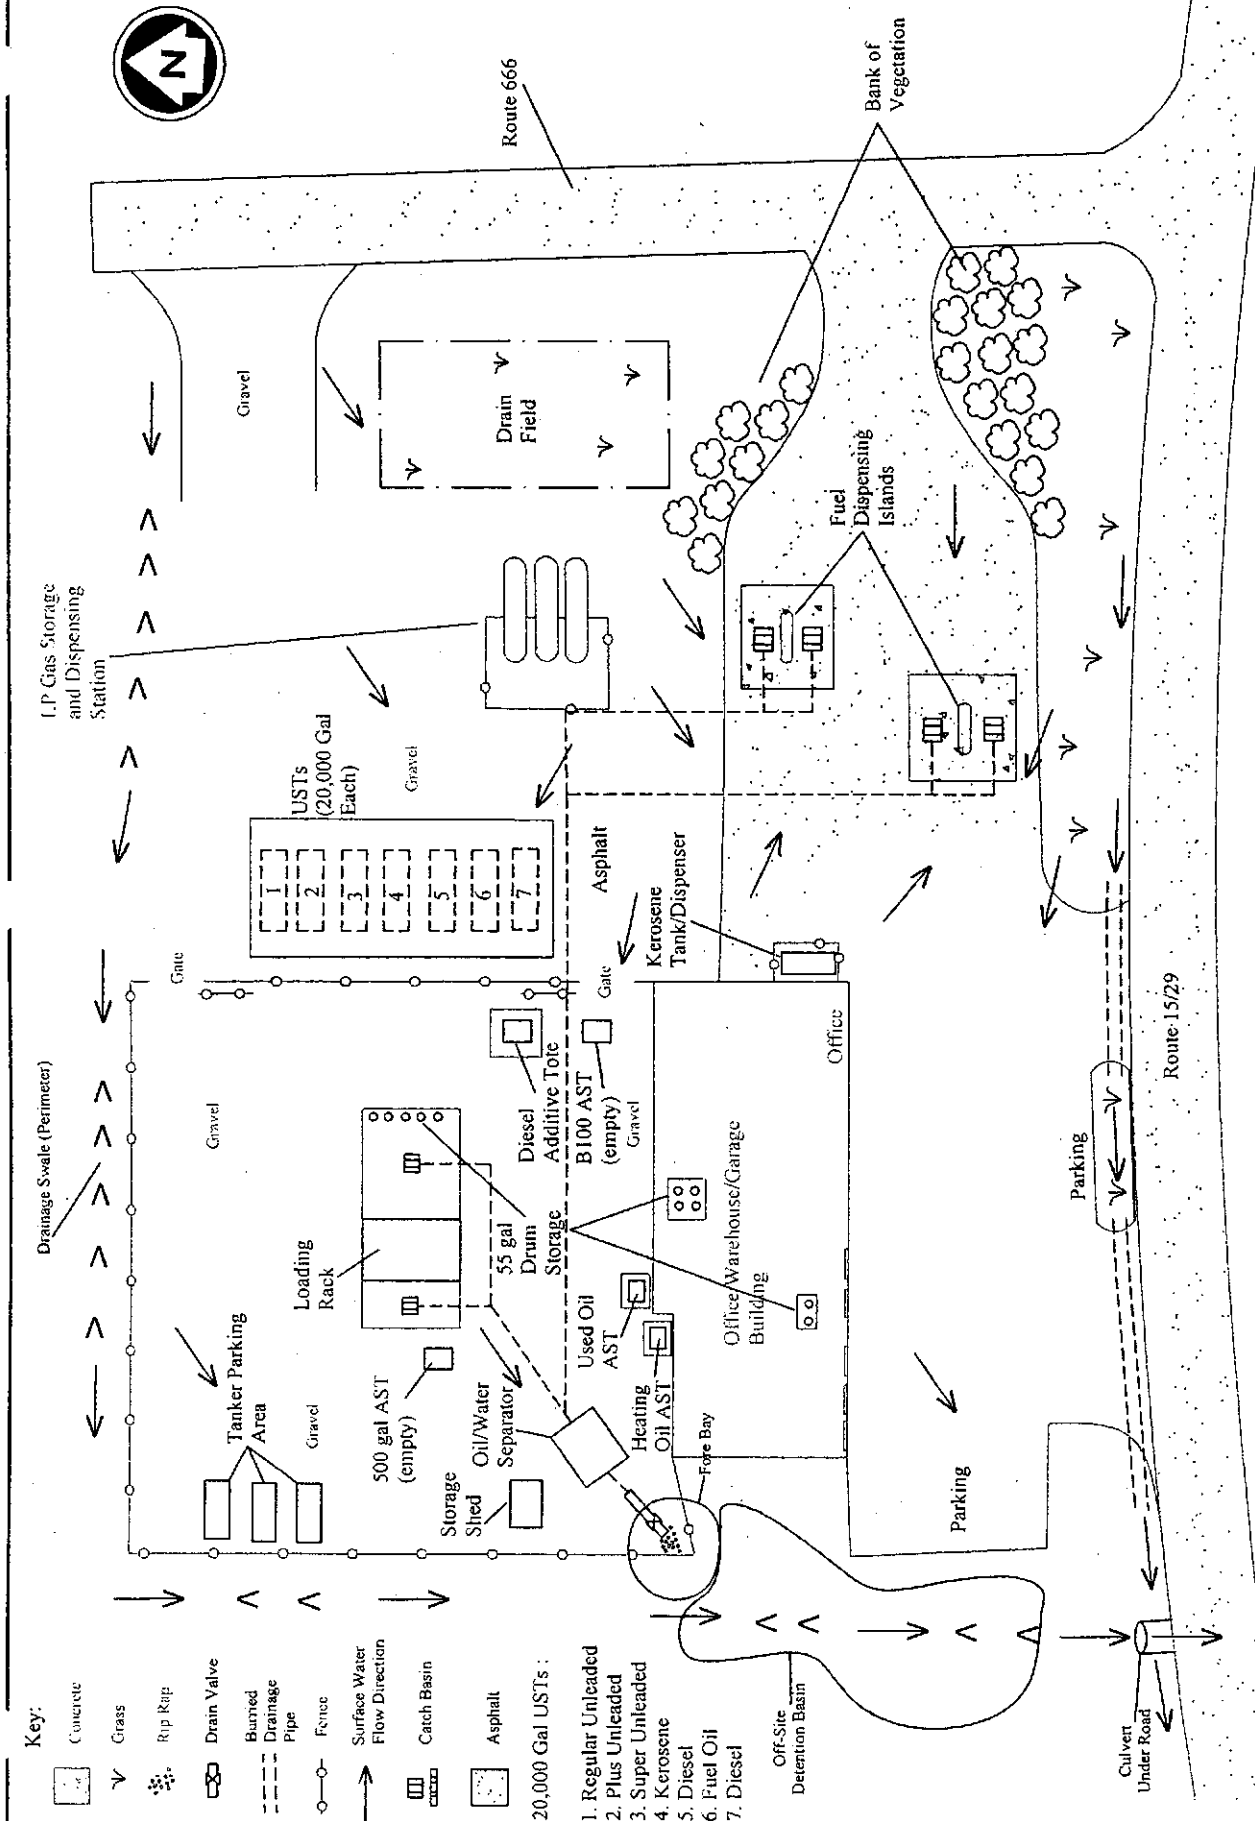 N
Route 666
Bank of
Vegetation
LP Gas Storage
and Dispensing
Station
Gravel
Drain
Field
Fuel
Dispensing
Islands
USTs
(20,000 Gal
Each)
Gravel
1
2
3
4
5
6
7
Asphalt
Kerosene
Tank/Dispenser
Gate
Gate
Drainage Swale (Perimeter)
Gravel
Diesel
Additive Tote
B100 AST
(empty)
Gravel
Office
Loading
Rack
55 gal
Drum
Storage
Office/Warehouse/Garage
Building
Used Oil
AST
Heating
Oil AST
Tanker Parking
Area
Gravel
500 gal AST
(empty)
Oil/Water
Separator
Storage
Shed
Fore Bay
Parking
Parking
Route 15/29
Off-Site
Detention Basin
Culvert
Under Road
Key:
Concrete
Grass
Rip Rap
Drain Valve
Burried
Drainage
Pipe
Fence
Surface Water
Flow Direction
Catch Basin
Asphalt
20,000 Gal USTs :
1. Regular Unleaded
2. Plus Unleaded
3. Super Unleaded
4. Kerosene
5. Diesel
6. Fuel Oil
7. Diesel